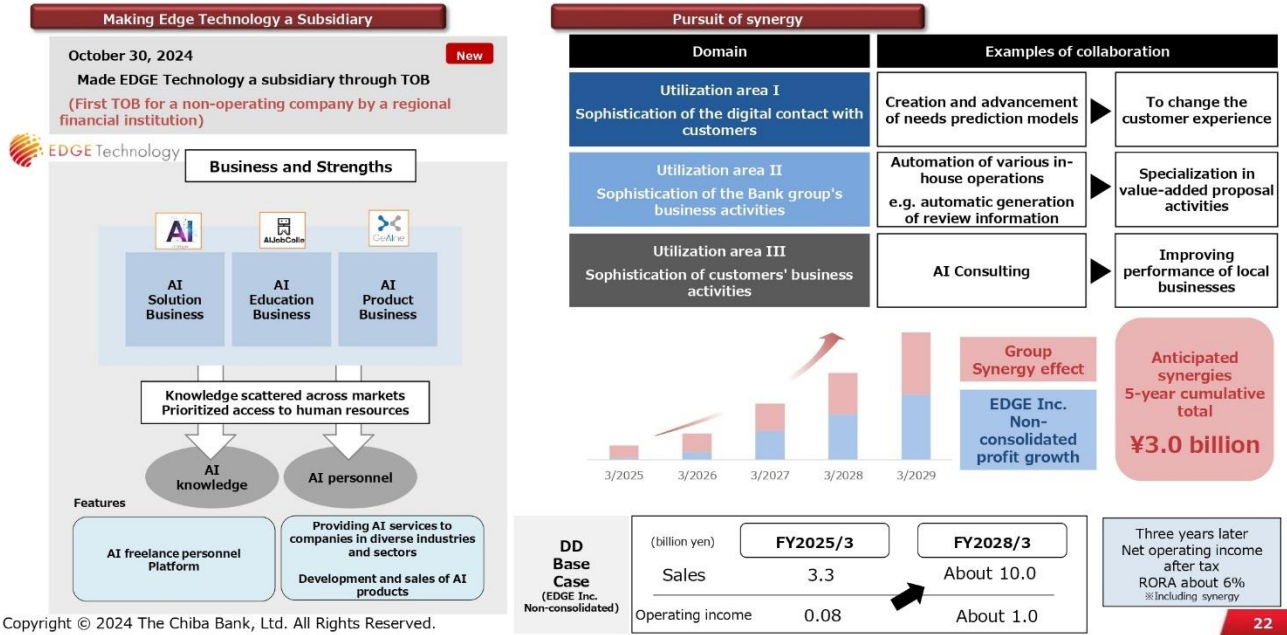 Making Edge Technology a Subsidiary
October 30, 2024
New
Made EDGE Technology a subsidiary through TOB
(First TOB for a non-operating company by a regional
financial institution)
EDGE Technology
Business and Strengths
AI
AIJobColle
GeAIne
AI
Solution
Business
AI
Education
Business
AI
Product
Business
Knowledge scattered across markets
Prioritized access to human resources
AI
knowledge
AI personnel
Features
AI freelance personnel
Platform
Providing AI services to
companies in diverse industries
and sectors
Development and sales of AI
products
Pursuit of synergy
Domain
Examples of collaboration
Utilization area I
Sophistication of the digital contact with
customers
Creation and advancement
of needs prediction models
To change the
customer experience
Utilization area II
Sophistication of the Bank group's
business activities
Automation of various in-
house operations
e.g. automatic generation
of review information
Specialization in
value-added proposal
activities
Utilization area III
Sophistication of customers' business
activities
AI Consulting
Improving
performance of local
businesses
3/2025
3/2026
3/2027
3/2028
3/2029
Group
Synergy effect
EDGE Inc.
Non-
consolidated
profit growth
Anticipated
synergies
5-year cumulative
total
¥3.0 billion
DD
Base
Case
(EDGE Inc.
Non-consolidated)
(billion yen)
FY2025/3
FY2028/3
Sales
3.3
About 10.0
Operating income
0.08
About 1.0
Three years later
Net operating income
after tax
RORA about 6%
※Including synergy
Copyright © 2024 The Chiba Bank, Ltd. All Rights Reserved.
22